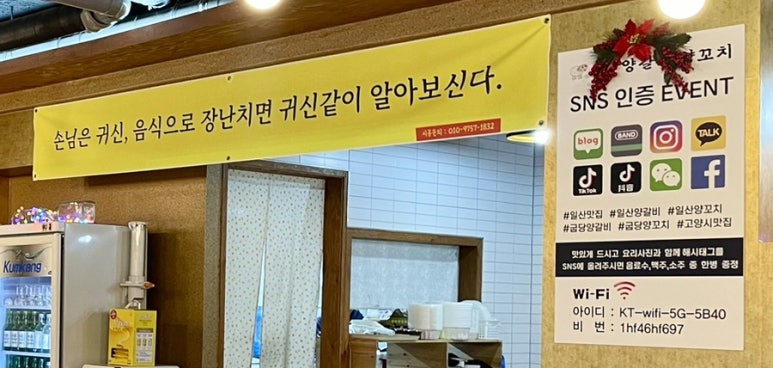 손님은 귀신, 음식으로 장난치면 귀신같이 알아보신다.
시공문의 : 010-9757-1832
양갈 양꼬치
SNS 인증 EVENT
blog BAND TALK
TikTok 抖音
#일산맛집 #일산양갈비 #일산양꼬치
#굽당양갈비 #굽당양꼬치 #고양시맛집
맛있게 드시고 요리사진과 함께 해시태그를
SNS에 올려주시면 음료수,맥주,소주 중 한병 증정
Wi-Fi
아이디 : KT-wifi-5G-5B40
비 번 : 1hf46hf697
Kumkang